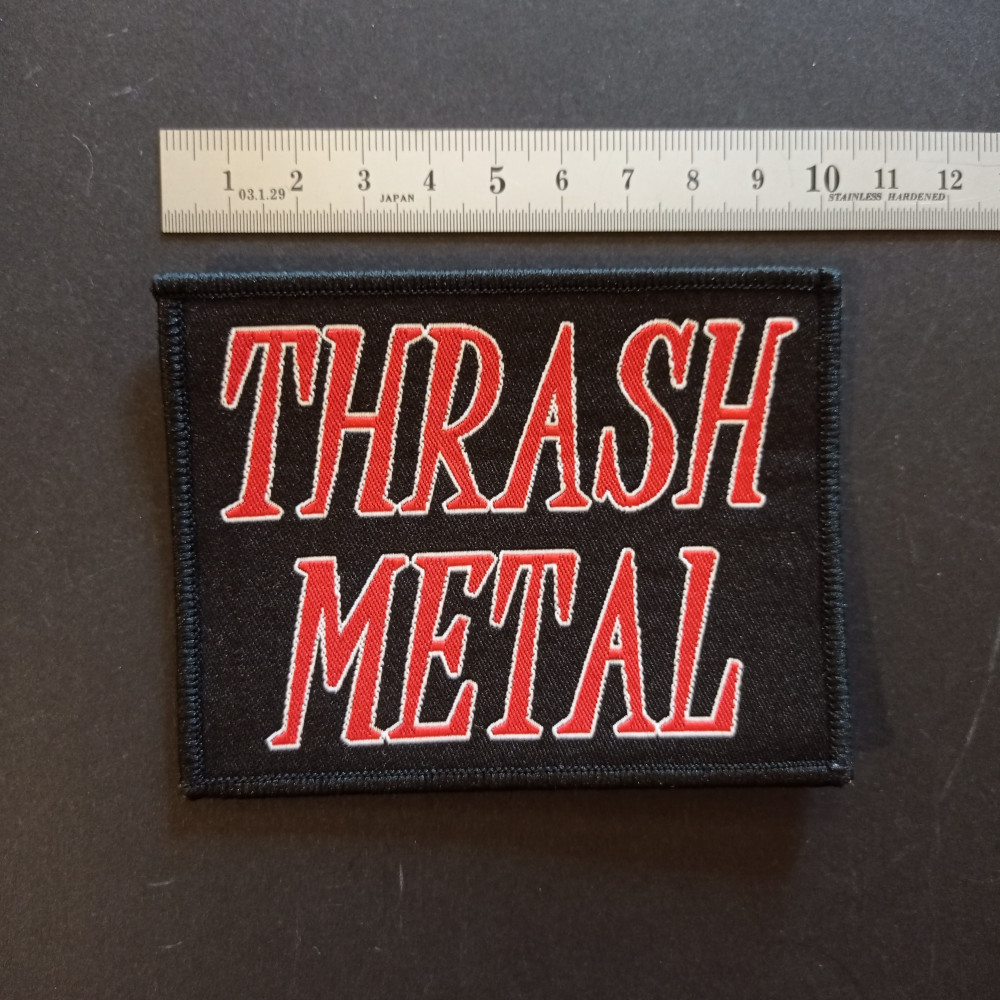 1 2 3 4 5 6 7 8 9 10 11 12
03.1.29 JAPAN STAINLESS HARDENED
THRASH
METAL